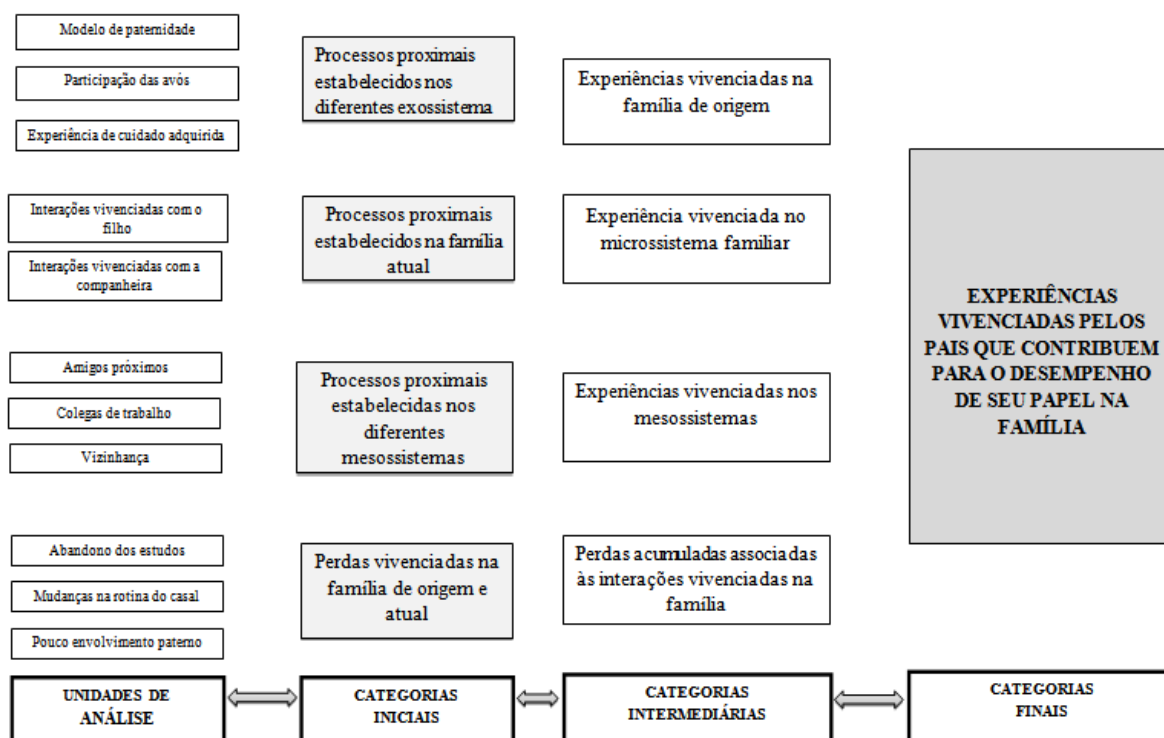 Modelo de paternidade
Participação das avós
Experiência de cuidado adquirida
Processos proximais
estabelecidos nos
diferentes exossistema
Experiências vivenciadas na
família de origem
Interações vivenciadas com o
filho
Interações vivenciadas com a
companheira
Processos proximais
estabelecidos na família
atual
Experiência vivenciada no
microssistema familiar
Amigos próximos
Colegas de trabalho
Vizinhança
Processos proximais
estabelecidas nos
diferentes
mesossistemas
Experiências vivenciadas nos
mesossistemas
Abandono dos estudos
Mudanças na rotina do casal
Pouco envolvimento paterno
Perdas vivenciadas na
família de origem e
atual
Perdas acumuladas associadas
às interações vivenciadas na
família
EXPERIÊNCIAS
VIVENCIADAS PELOS
PAIS QUE CONTRIBUEM
PARA O DESEMPENHO
DE SEU PAPEL NA
FAMÍLIA
UNIDADES DE
ANÁLISE
CATEGORIAS
INICIAIS
CATEGORIAS
INTERMEDIÁRIAS
CATEGORIAS
FINAIS